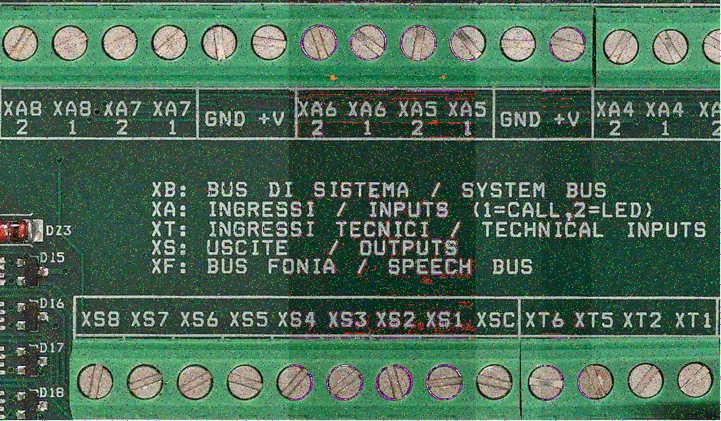 XA8 XA8 XA7 XA7 GND +V XA6 XA6 XA5 XA5 GND +V XA4 XA4
2 1 2 1 2 1 2 1 2 1
XB: BUS DI SISTEMA / SYSTEM BUS
XA: INGRESSI / INPUTS (1=CALL,2=LED)
XT: INGRESSI TECNICI / TECHNICAL INPUTS
XS: USCITE / OUTPUTS
XF: BUS FONIA / SPEECH BUS
DZ3
D15
D16
XS8 XS7 XS6 XS5 XS4 XS3 XS2 XS1 XSC XT6 XT5 XT2 XT1
D17
D18